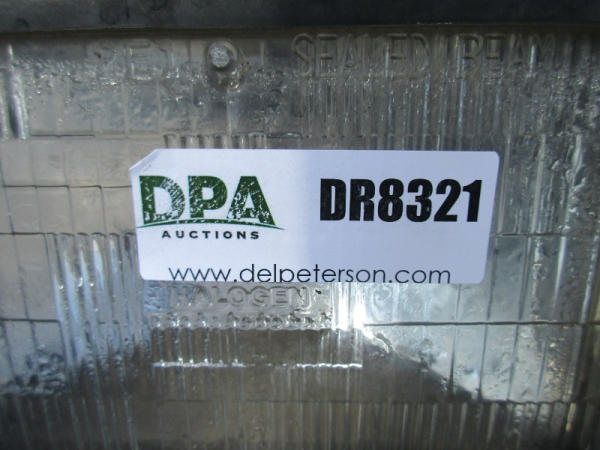 SEALED BEAM
DPA
AUCTIONS
DR8321
www.delpeterson.com
HALOGEN